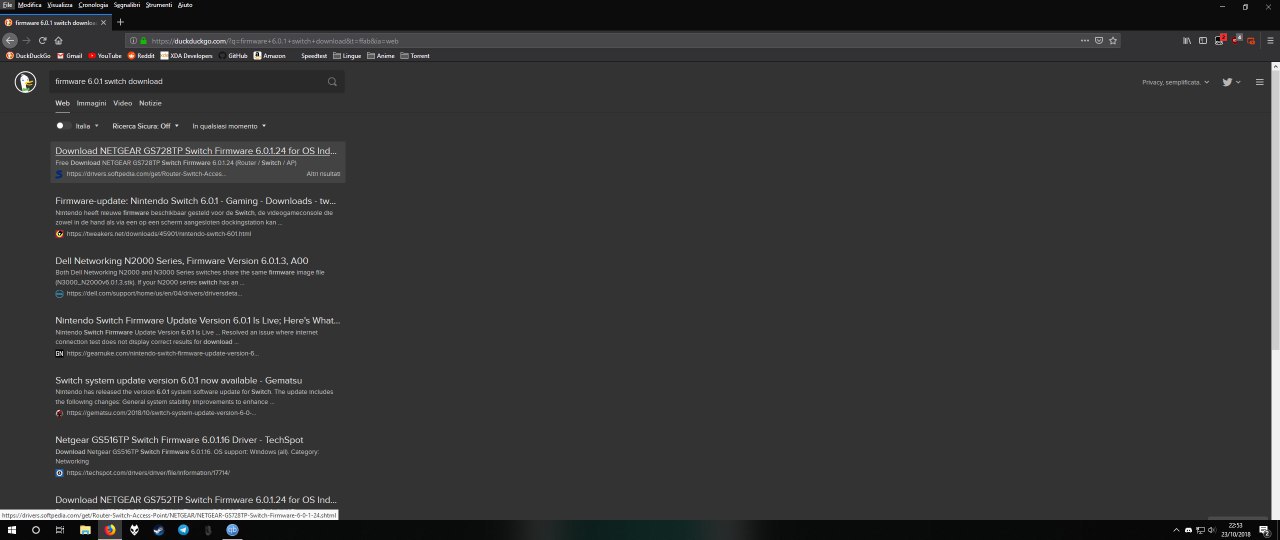 File Modifica Visualizza Cronologia Segnalibri Strumenti Aiuto
firmware 6.0.1 switch downloa
https://duckduckgo.com/?q=firmware+6.0.1+switch+download&t=ffab&ia=web
DuckDuckGo Gmail YouTube Reddit XDA Developers GitHub Amazon Speedtest Lingue Anime Torrent
firmware 6.0.1 switch download
Privacy, semplificata.
Web Immagini Video Notizie
Italia Ricerca Sicura: Off In qualsiasi momento
Download NETGEAR GS728TP Switch Firmware 6.0.1.24 for OS Ind...
Free Download NETGEAR GS728TP Switch Firmware 6.0.1.24 (Router / Switch / AP)
https://drivers.softpedia.com/get/Router-Switch-Acces... Altri risultati
Firmware-update: Nintendo Switch 6.0.1 - Gaming - Downloads - tw...
Nintendo heeft nieuwe firmware beschikbaar gesteld voor de Switch, de videogameconsole die
zowel in de hand als via een op een scherm aangesloten dockingstation kan ...
https://tweakers.net/downloads/45901/nintendo-switch-601.html
Dell Networking N2000 Series, Firmware Version 6.0.1.3, A00
Both Dell Networking N2000 and N3000 Series switches share the same firmware image file
(N3000_N2000v6.0.1.3.stk). If your N2000 series switch has an ...
https://dell.com/support/home/us/en/04/drivers/driversdeta...
Nintendo Switch Firmware Update Version 6.0.1 Is Live; Here's What...
Nintendo Switch Firmware Update Version 6.0.1 Is Live ... Resolved an issue where internet
connection test does not display correct results for download ...
https://gearnuke.com/nintendo-switch-firmware-update-version-6...
Switch system update version 6.0.1 now available - Gematsu
Nintendo has released the version 6.0.1 system software update for Switch. The update includes
the following changes: General system stability improvements to enhance ...
https://gematsu.com/2018/10/switch-system-update-version-6-0-...
Netgear GS516TP Switch Firmware 6.0.1.16 Driver - TechSpot
Download Netgear GS516TP Switch Firmware 6.0.1.16. OS support: Windows (all). Category:
Networking
https://techspot.com/drivers/driver/file/information/17714/
Download NETGEAR GS752TP Switch Firmware 6.0.1.24 for OS Ind...
https://drivers.softpedia.com/get/Router-Switch-Access-Point/NETGEAR/NETGEAR-GS728TP-Switch-Firmware-6-0-1-24.shtml
22:53
23/10/2018